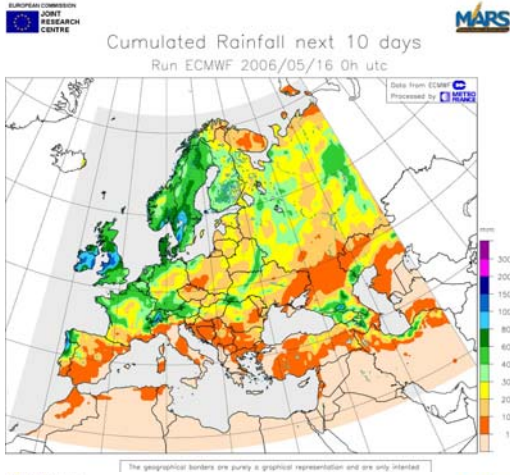 EUROPEAN COMMISSION
JOINT
RESEARCH
CENTRE
MARS
Cumulated Rainfall next 10 days
Run ECMWF 2006/05/16 0h utc
Data from ECMWF
Processed by METEO
FRANCE
mm
300
200
150
100
80
60
40
30
20
10
1
The geographical borders are purely a graphical representation and are only intented